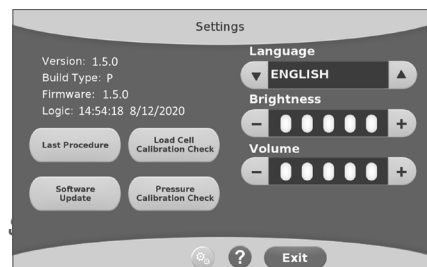 Settings
Version: 1.5.0
Build Type: P
Firmware: 1.5.0
Logic: 14:54:18 8/12/2020
Last Procedure
Load Cell
Calibration Check
Software
Update
Pressure
Calibration Check
Language
▼ ENGLISH ▲
Brightness
− +
Volume
− +
?
Exit